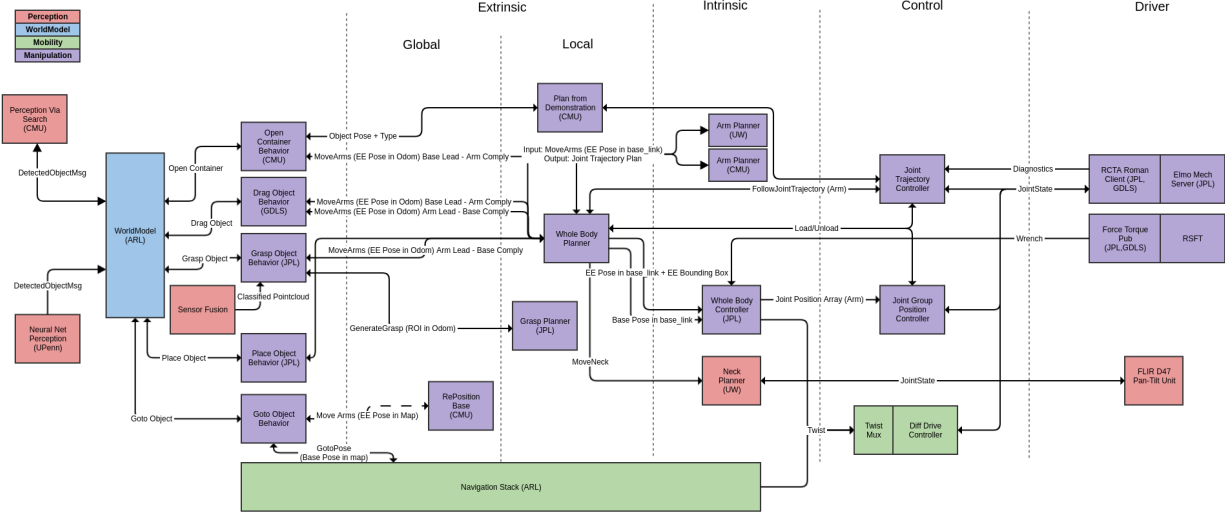 Extrinsic
Intrinsic
Control
Driver
Global
Local
Perception
WorldModel
Mobility
Manipulation
Perception Via
Search
(CMU)
DetectedObjectMsg
WorldModel
(ARL)
DetectedObjectMsg
Neural Net
Perception
(UPenn)
Open Container
Drag Object
Grasp Object
Place Object
Goto Object
Open
Container
Behavior
(CMU)
Drag Object
Behavior
(GDLS)
Grasp Object
Behavior (JPL)
Classified Pointcloud
Sensor Fusion
Place Object
Behavior (JPL)
Goto Object
Behavior
Object Pose + Type
MoveArms (EE Pose in Odom) Base Lead - Arm Comply
MoveArms (EE Pose in Odom) Base Lead - Arm Comply
MoveArms (EE Pose in Odom) Arm Lead - Base Comply
MoveArms (EE Pose in Odom) Arm Lead - Base Comply
GenerateGrasp (ROI in Odom)
Move Arms (EE Pose in Map)
GotoPose
(Base Pose in map)
Plan from
Demonstration
(CMU)
Input: MoveArms (EE Pose in base_link)
Output: Joint Trajectory Plan
Whole Body
Planner
Grasp Planner
(JPL)
RePosition
Base
(CMU)
Navigation Stack (ARL)
Arm Planner
(UW)
Arm Planner
(CMU)
FollowJointTrajectory (Arm)
Load/Unload
EE Pose in base_link + EE Bounding Box
Base Pose in base_link
MoveNeck
Whole Body
Controller
(JPL)
Joint Position Array (Arm)
Neck
Planner
(UW)
JointState
Twist
Joint
Trajectory
Controller
Joint Group
Position
Controller
Twist
Mux
Diff Drive
Controller
Diagnostics
JointState
Wrench
RCTA Roman
Client (JPL,
GDLS)
Elmo Mech
Server (JPL)
Force Torque
Pub
(JPL,GDLS)
RSFT
FLIR D47
Pan-Tilt Unit